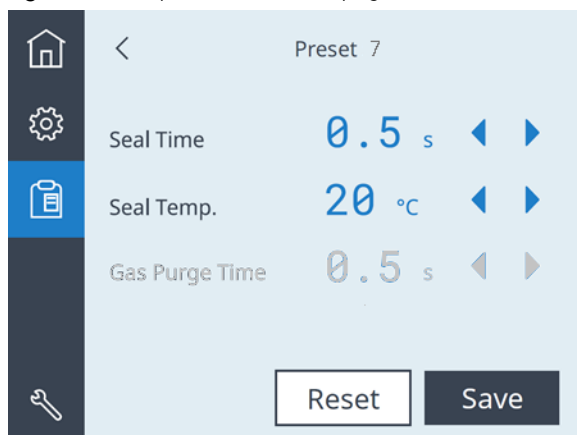 Preset 7
Seal Time 0.5 s
Seal Temp. 20 °C
Gas Purge Time 0.5 s
Reset Save